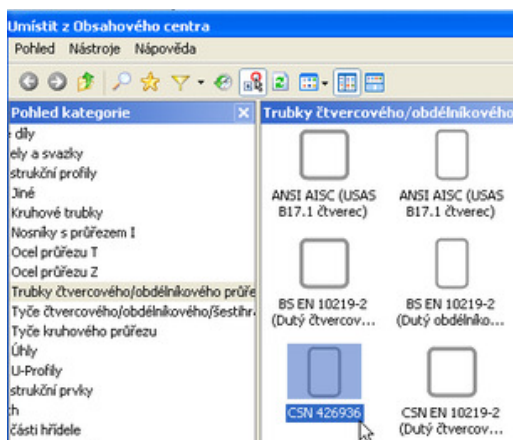 Umístit z Obsahového centra
Pohled Nástroje Nápověda
Pohled kategorie
díly
ely a svazky
strukční profily
Jiné
Kruhové trubky
Nosníky s průřezem I
Ocel průřezu T
Ocel průřezu Z
Trubky čtvercového/obdélníkového průře
Tyče čtvercového/obdélníkového/šestihr
Tyče kruhového průřezu
Úhly
U-Profily
strukční prvky
h
části hřídele
Trubky čtvercového/obdélníkového
ANSI AISC (USAS
B17.1 čtverec)
ANSI AISC (USAS
B17.1 čtverec)
BS EN 10219-2
(Dutý čtvercov...
BS EN 10219-2
(Dutý obdélníko...
CSN 426936
CSN EN 10219-2
(Dutý čtvercov...